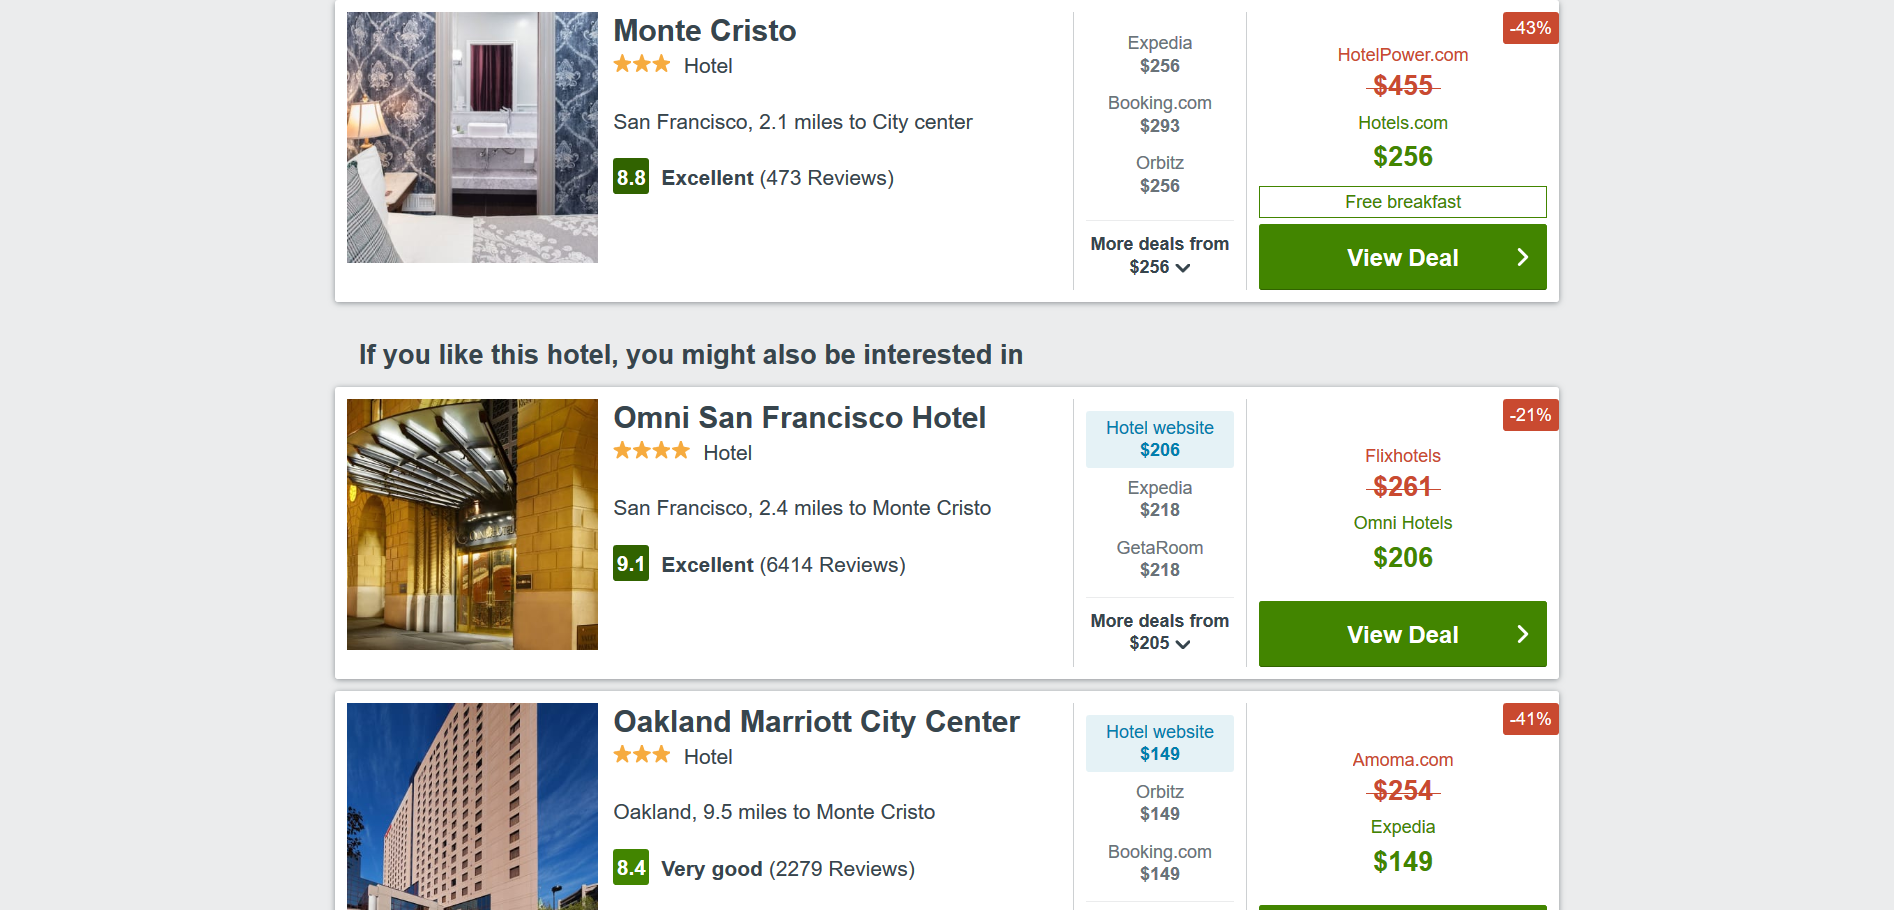 Monte Cristo
Hotel
San Francisco, 2.1 miles to City center
8.8 Excellent (473 Reviews)
Expedia
$256
Booking.com
$293
Orbitz
$256
More deals from
$256
-43%
HotelPower.com
$455
Hotels.com
$256
Free breakfast
View Deal
If you like this hotel, you might also be interested in
Omni San Francisco Hotel
Hotel
San Francisco, 2.4 miles to Monte Cristo
9.1 Excellent (6414 Reviews)
Hotel website
$206
Expedia
$218
GetaRoom
$218
More deals from
$205
-21%
Flixhotels
$261
Omni Hotels
$206
View Deal
Oakland Marriott City Center
Hotel
Oakland, 9.5 miles to Monte Cristo
8.4 Very good (2279 Reviews)
Hotel website
$149
Orbitz
$149
Booking.com
$149
-41%
Amoma.com
$254
Expedia
$149